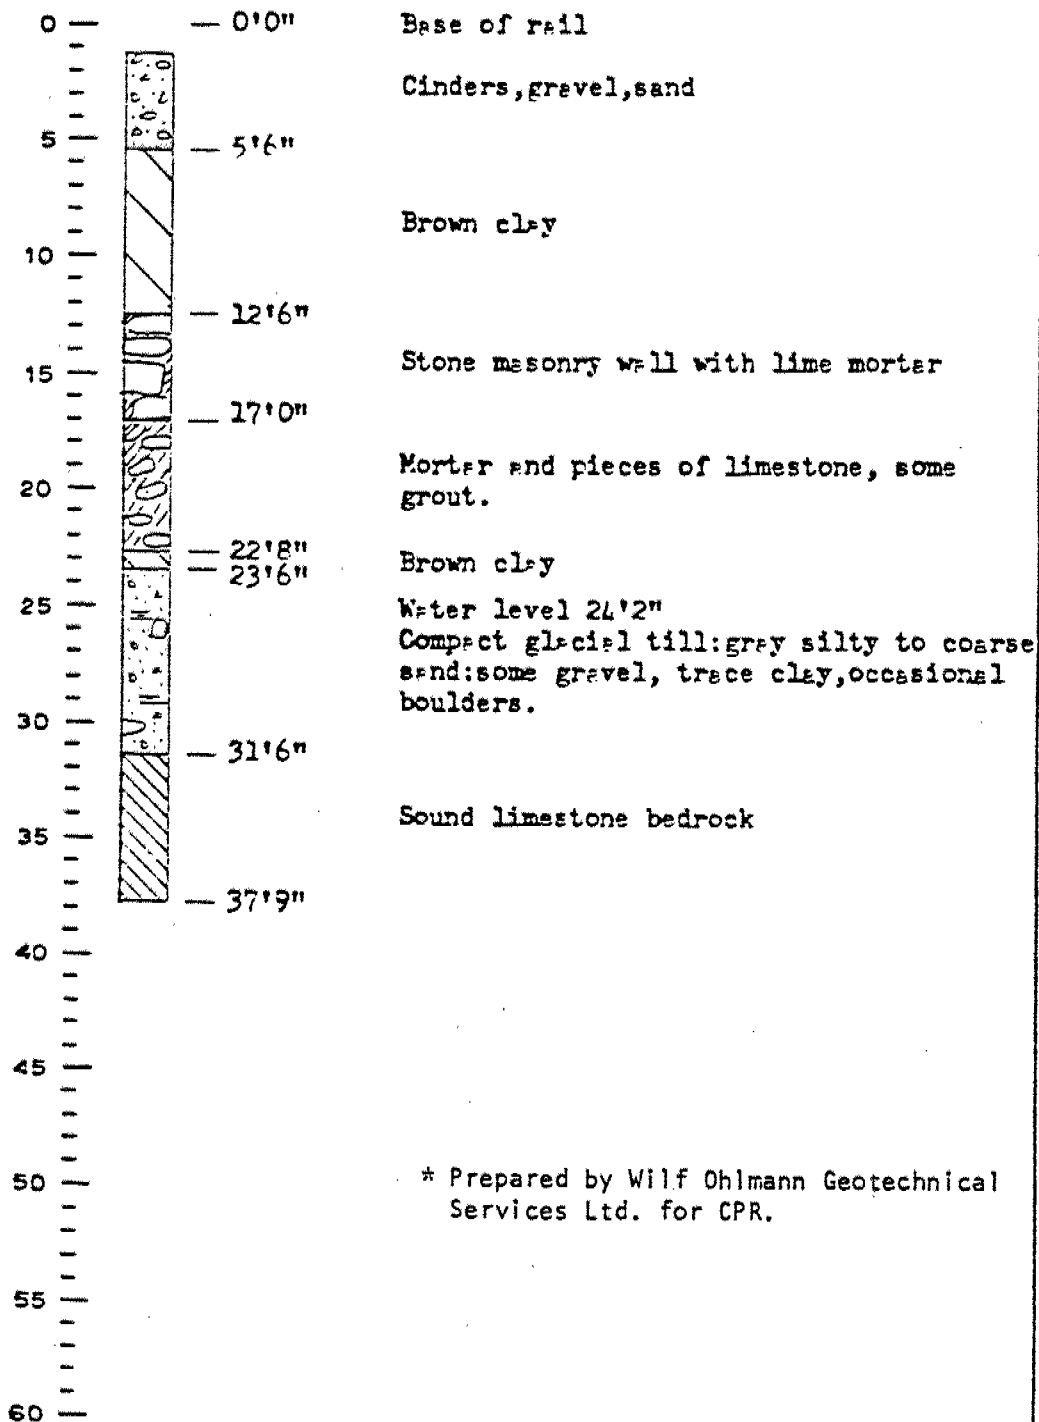 0 — 0'0" Base of rail
Cinders,gravel,sand
5
5'6"
Brown clay
10
12'6"
Stone masonry wall with lime mortar
15
17'0"
Mortar and pieces of limestone, some
20
grout.
22'8"
Brown clay
23'6"
25
Water level 24'2"
Compact glacial till:gray silty to coarse
sand:some gravel, trace clay,occasional
boulders.
30
31'6"
Sound limestone bedrock
35
37'9"
40
45
50
* Prepared by Wilf Ohlmann Geotechnical
Services Ltd. for CPR.
55
60